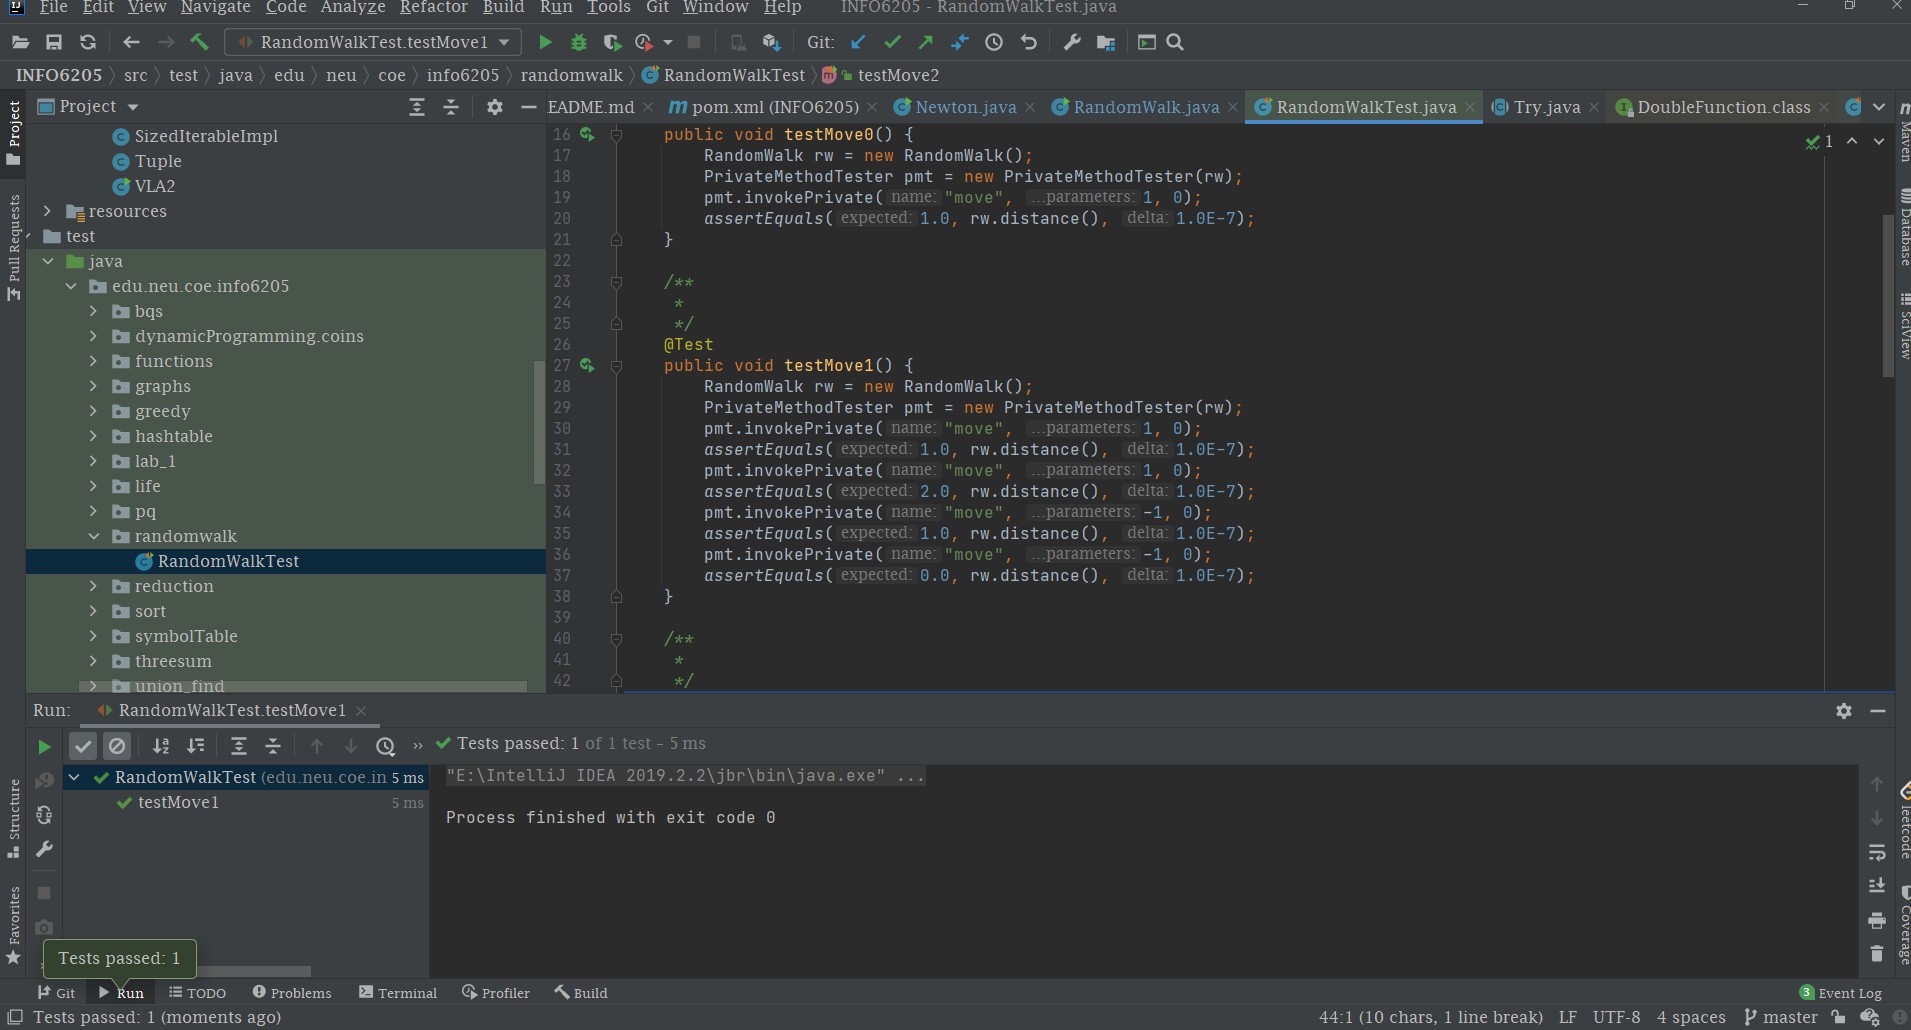 File Edit View Navigate Code Analyze Refactor Build Run Tools Git Window Help INFO6205 - RandomWalkTest.java
RandomWalkTest.testMove1 Git:
INFO6205 src test java edu neu coe info6205 randomwalk RandomWalkTest testMove2
Project
EADME.md pom.xml (INFO6205) Newton.java RandomWalk.java RandomWalkTest.java Try.java DoubleFunction.class
SizedIterableImpl
Tuple
VLA2
resources
test
java
edu.neu.coe.info6205
bqs
dynamicProgramming.coins
functions
graphs
greedy
hashtable
lab_1
life
pq
randomwalk
RandomWalkTest
reduction
sort
symbolTable
threesum
union_find
1
16 public void testMove0() {
17 RandomWalk rw = new RandomWalk();
18 PrivateMethodTester pmt = new PrivateMethodTester(rw);
19 pmt.invokePrivate( name: "move", ...parameters: 1, 0);
20 assertEquals( expected: 1.0, rw.distance(), delta: 1.0E-7);
21 }
22
23 /**
24 *
25 */
26 @Test
27 public void testMove1() {
28 RandomWalk rw = new RandomWalk();
29 PrivateMethodTester pmt = new PrivateMethodTester(rw);
30 pmt.invokePrivate( name: "move", ...parameters: 1, 0);
31 assertEquals( expected: 1.0, rw.distance(), delta: 1.0E-7);
32 pmt.invokePrivate( name: "move", ...parameters: 1, 0);
33 assertEquals( expected: 2.0, rw.distance(), delta: 1.0E-7);
34 pmt.invokePrivate( name: "move", ...parameters: -1, 0);
35 assertEquals( expected: 1.0, rw.distance(), delta: 1.0E-7);
36 pmt.invokePrivate( name: "move", ...parameters: -1, 0);
37 assertEquals( expected: 0.0, rw.distance(), delta: 1.0E-7);
38 }
39
40 /**
41 *
42 */
Project
Pull Requests
Structure
Favorites
Maven
Database
SciView
leetcode
Coverage
Run: RandomWalkTest.testMove1
Tests passed: 1 of 1 test – 5 ms
RandomWalkTest (edu.neu.coe.in 5 ms
testMove1 5 ms
"E:\IntelliJ IDEA 2019.2.2\jbr\bin\java.exe" ...
Process finished with exit code 0
Tests passed: 1
Git Run TODO Problems Terminal Profiler Build 3 Event Log
Tests passed: 1 (moments ago) 44:1 (10 chars, 1 line break) LF UTF-8 4 spaces master